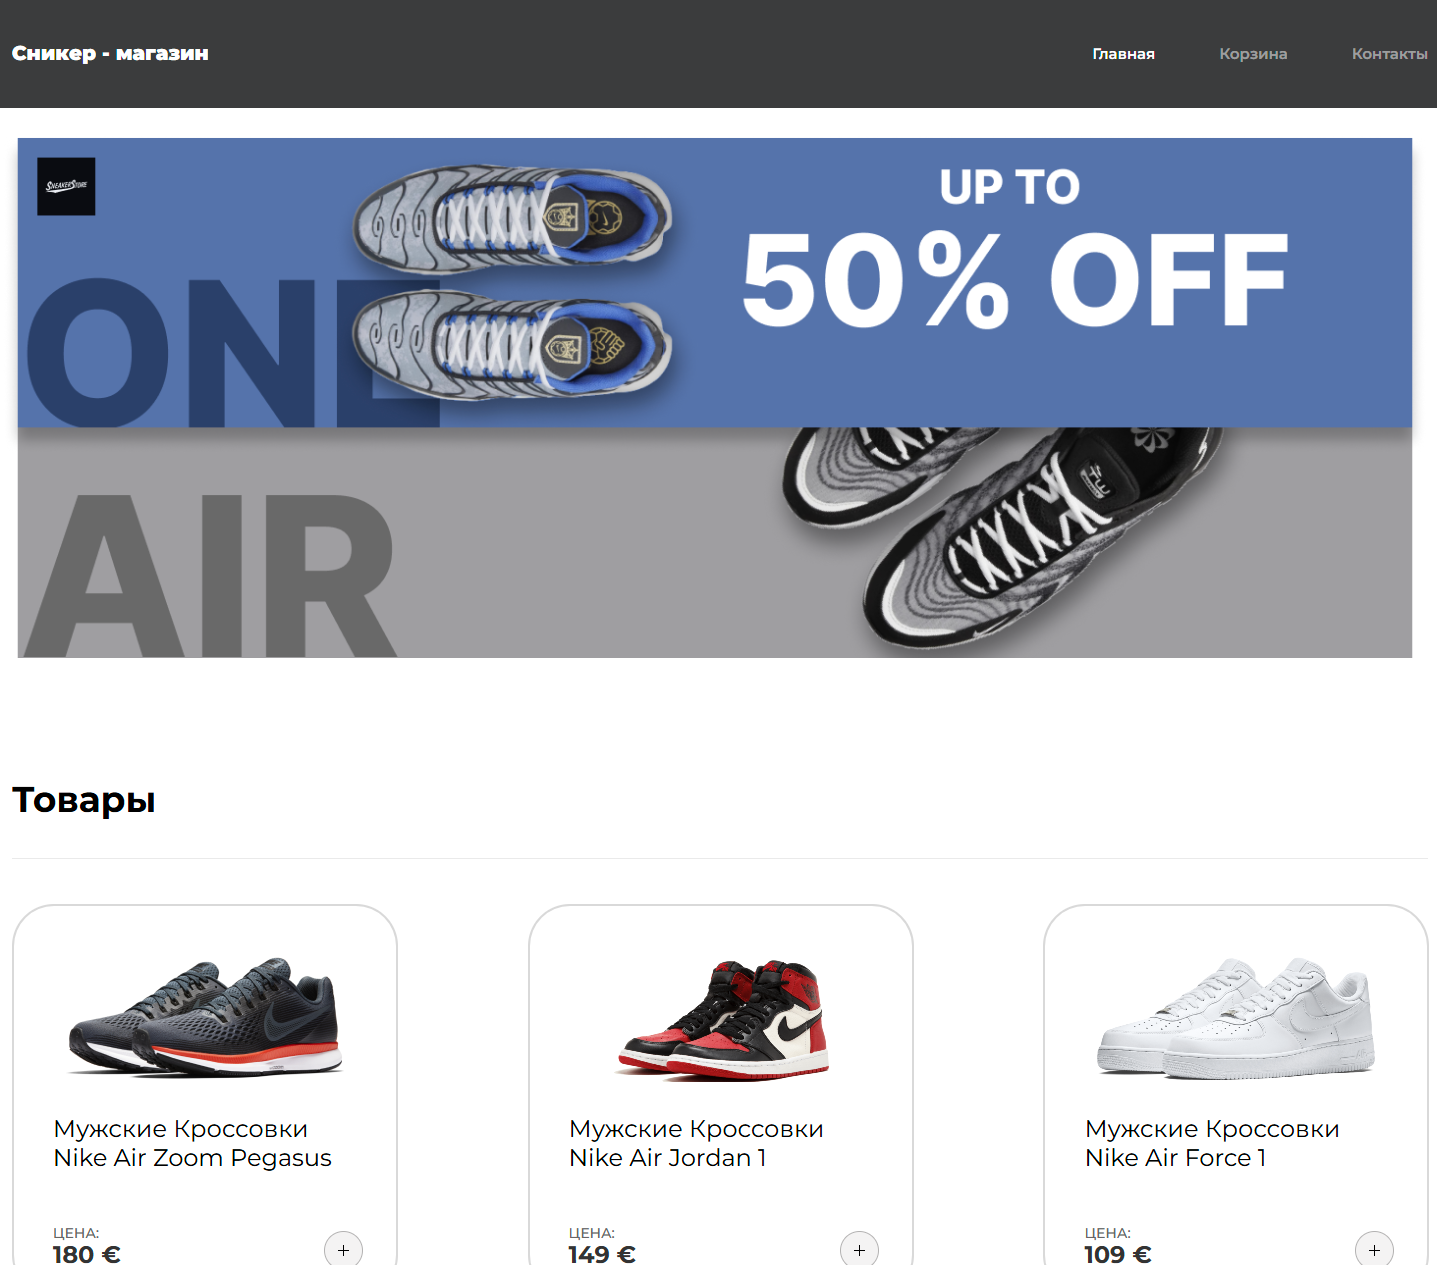 Сникер - магазин
Главная
Корзина
Контакты
SneakerStore
UP TO
50% OFF
ONE
TW
AIR
Товары
Мужские Кроссовки
Nike Air Zoom Pegasus
ЦЕНА:
180 €
+
Мужские Кроссовки
Nike Air Jordan 1
ЦЕНА:
149 €
+
Мужские Кроссовки
Nike Air Force 1
ЦЕНА:
109 €
+